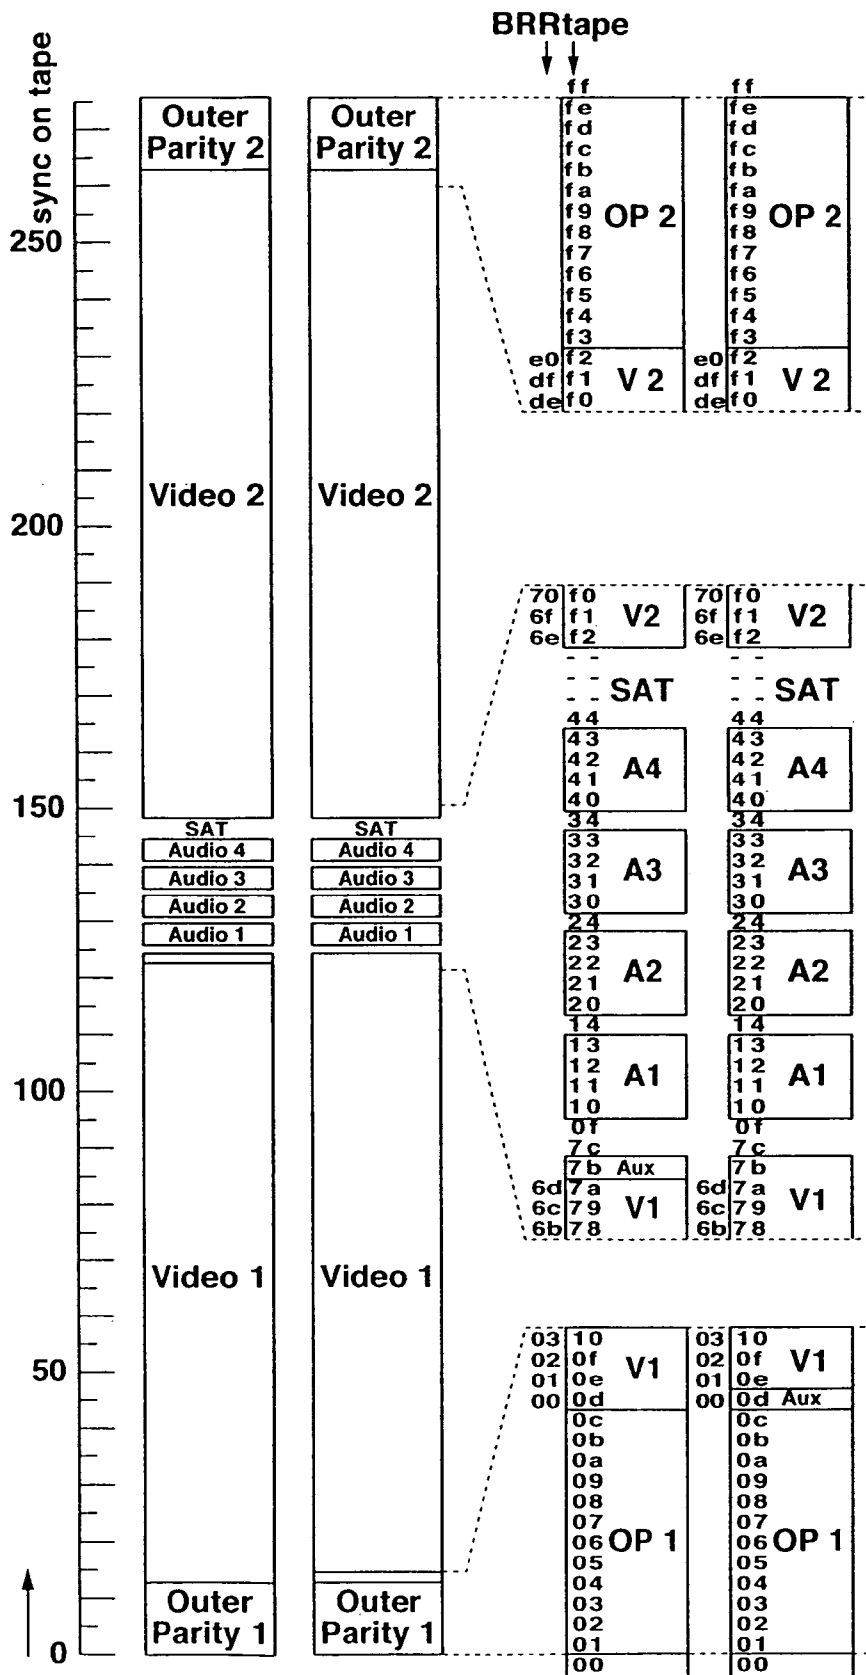 BRRtape
sync on tape
250
200
150
100
50
0
Outer
Parity 2
Video 2
SAT
Audio 4
Audio 3
Audio 2
Audio 1
Video 1
Outer
Parity 1
Outer
Parity 2
Video 2
SAT
Audio 4
Audio 3
Audio 2
Audio 1
Video 1
Outer
Parity 1
ff
fe
fd
fc
fb
fa
f9
f8
f7
f6
f5
f4
f3
OP 2
e0 f2
df f1
de f0
V 2
70 f0
6f f1
6e f2
V2
- -
- -
- -
SAT
44
43
42
41
40
A4
34
33
32
31
30
A3
24
23
22
21
20
A2
14
13
12
11
10
A1
0f
7c
7b Aux
6d 7a
6c 79
6b 78
V1
03 10
02 0f
01 0e
00 0d
V1
0c
0b
0a
09
08
07
06
05
04
03
02
01
OP 1
00
ff
fe
fd
fc
fb
fa
f9
f8
f7
f6
f5
f4
f3
OP 2
e0 f2
df f1
de f0
V 2
70 f0
6f f1
6e f2
V2
- -
- -
- -
SAT
44
43
42
41
40
A4
34
33
32
31
30
A3
24
23
22
21
20
A2
14
13
12
11
10
A1
0f
7c
7b
6d 7a
6c 79
6b 78
V1
03 10
02 0f
01 0e
V1
00 0d Aux
0c
0b
0a
09
08
07
06
05
04
03
02
01
OP 1
00